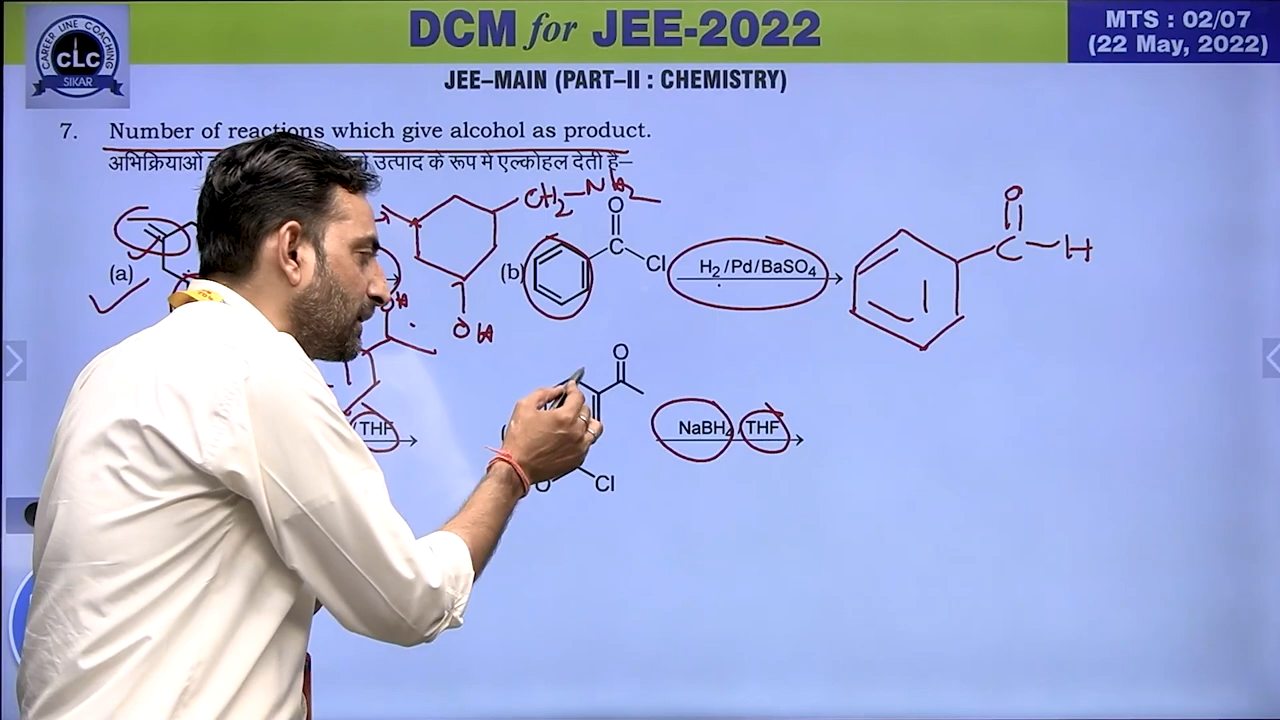 CAREER LINE COACHING
CLC
SIKAR
DCM for JEE-2022
MTS : 02/07
(22 May, 2022)
JEE–MAIN (PART–II : CHEMISTRY)
7. Number of reactions which give alcohol as product.
अभिक्रियाओं उत्पाद के रूप मे एल्कोहल देती है–
CH2–NH2
O
O
(a)
(b)
C
Cl
H2/Pd/BaSO4
C–H
OH
O
THF
NaBH4/THF
O
Cl